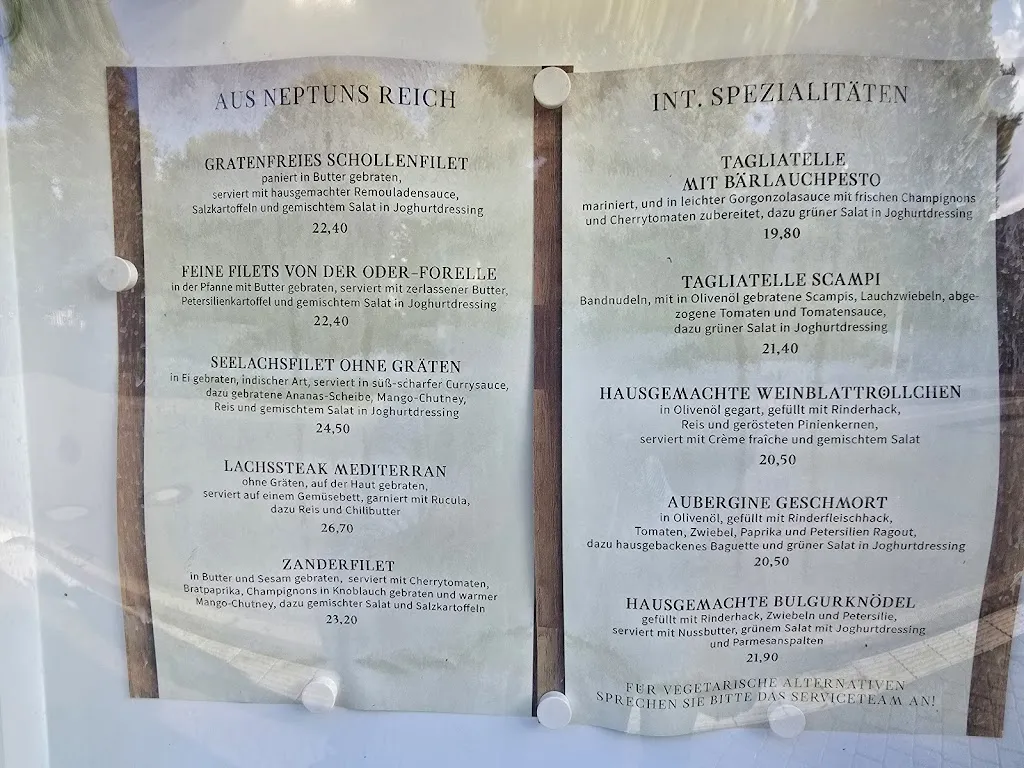 AUS NEPTUNS REICH
GRATENFREIES SCHOLLENFILET
paniert in Butter gebraten,
serviert mit hausgemachter Remouladensauce,
Salzkartoffeln und gemischtem Salat in Joghurtdressing
22,40
FEINE FILETS VON DER ODER-FORELLE
in der Pfanne mit Butter gebraten, serviert mit zerlassener Butter,
Petersilienkartoffel und gemischtem Salat in Joghurtdressing
22,40
SEELACHSFILET OHNE GRÄTEN
in Ei gebraten, indischer Art, serviert in süß-scharfer Currysauce,
dazu gebratene Ananas-Scheibe, Mango-Chutney,
Reis und gemischtem Salat in Joghurtdressing
24,50
LACHSSTEAK MEDITERRAN
ohne Gräten, auf der Haut gebraten,
serviert auf einem Gemüsebett, garniert mit Rucula,
dazu Reis und Chilibutter
26,70
ZANDERFILET
in Butter und Sesam gebraten, serviert mit Cherrytomaten,
Bratpaprika, Champignons in Knoblauch gebraten und warmer
Mango-Chutney, dazu gemischter Salat und Salzkartoffeln
23,20
INT. SPEZIALITÄTEN
TAGLIATELLE
MIT BÄRLAUCHPESTO
mariniert, und in leichter Gorgonzolasauce mit frischen Champignons
und Cherrytomaten zubereitet, dazu grüner Salat in Joghurtdressing
19,80
TAGLIATELLE SCAMPI
Bandnudeln, mit in Olivenöl gebratene Scampis, Lauchzwiebeln, abge-
zogene Tomaten und Tomatensauce,
dazu grüner Salat in Joghurtdressing
21,40
HAUSGEMACHTE WEINBLATTRÖLLCHEN
in Olivenöl gegart, gefüllt mit Rinderhack,
Reis und gerösteten Pinienkernen,
serviert mit Crème fraîche und gemischtem Salat
20,50
AUBERGINE GESCHMORT
in Olivenöl, gefüllt mit Rinderfleischhack,
Tomaten, Zwiebel, Paprika und Petersilien Ragout,
dazu hausgebackenes Baguette und grüner Salat in Joghurtdressing
20,50
HAUSGEMACHTE BULGURKNÖDEL
gefüllt mit Rinderhack, Zwiebeln und Petersilie,
serviert mit Nussbutter, grünem Salat mit Joghurtdressing
und Parmesanspalten
21,90
FÜR VEGETARISCHE ALTERNATIVEN
SPRECHEN SIE BITTE DAS SERVICETEAM AN!